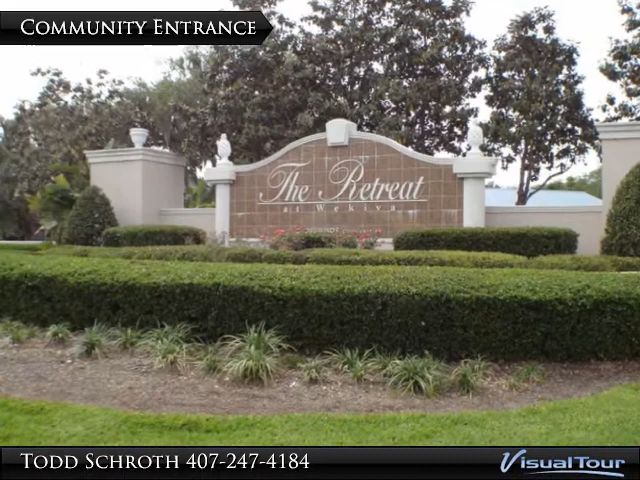 Community Entrance
The Retreat
at Wekiva
Todd Schroth 407-247-4184
VisualTour